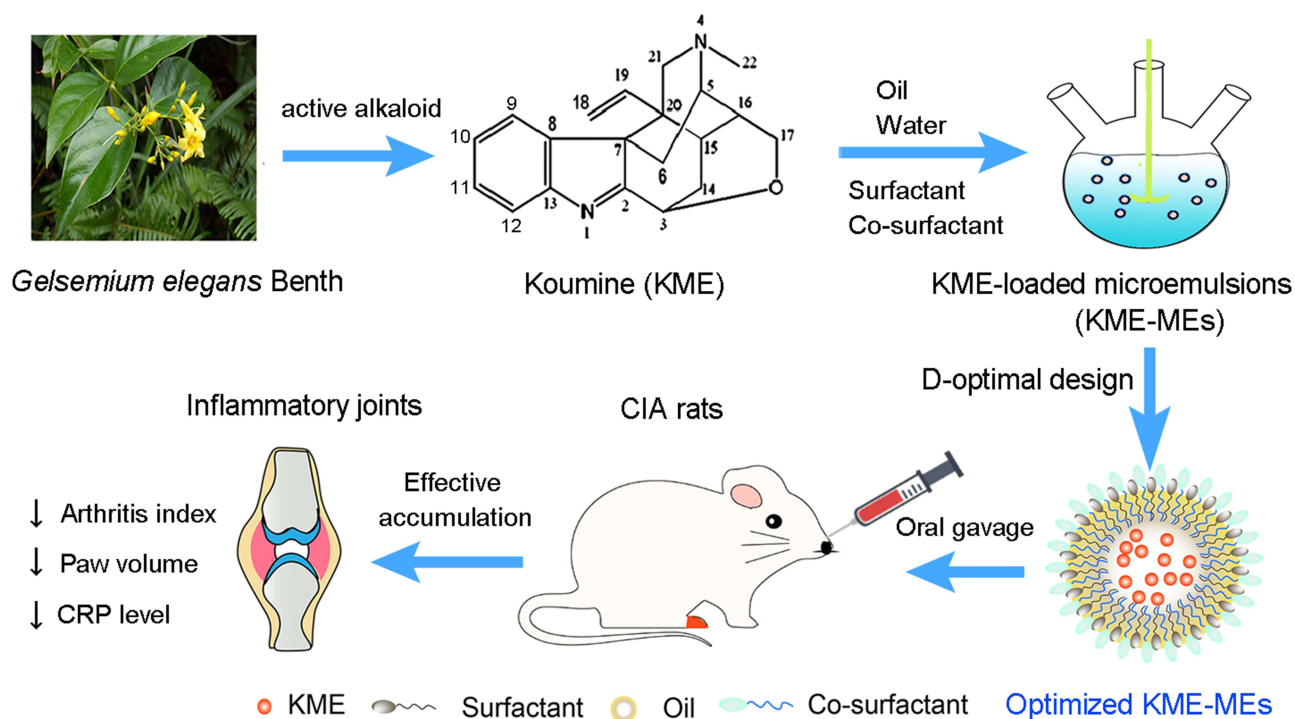 active alkaloid
Gelsemium elegans Benth
4
N
21
22
19
5
18
20
16
9
8
17
10
7
15
6
11
14
O
13
2
12
N
3
1
Koumine (KME)
Oil
Water
Surfactant
Co-surfactant
KME-loaded microemulsions
(KME-MEs)
D-optimal design
Oral gavage
CIA rats
Effective
accumulation
Inflammatory joints
↓ Arthritis index
↓ Paw volume
↓ CRP level
KME Surfactant Oil Co-surfactant Optimized KME-MEs